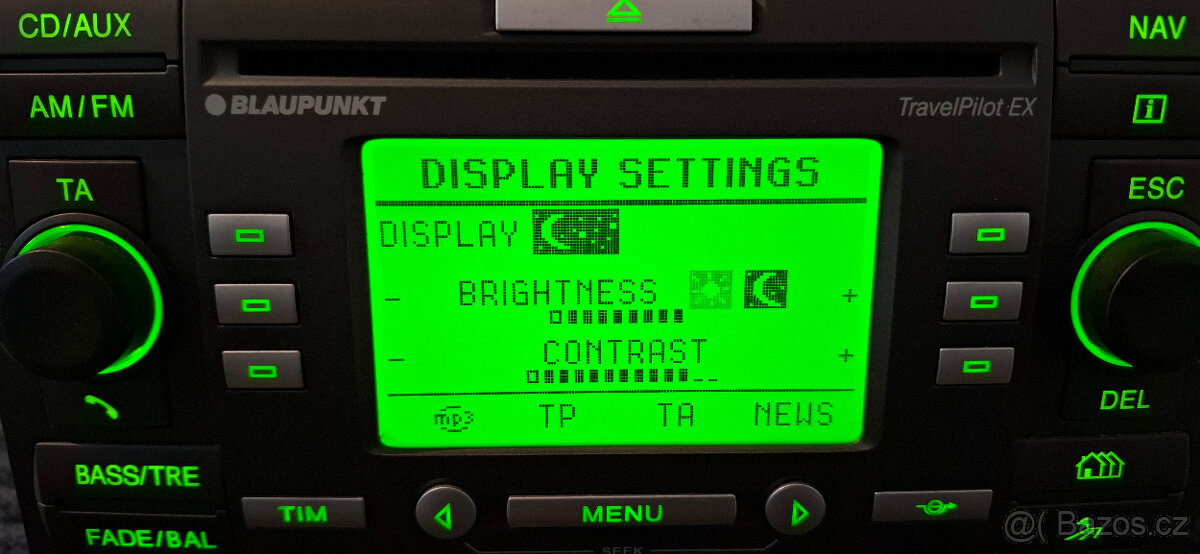 CD/AUX
NAV
AM/FM
BLAUPUNKT
TravelPilot EX
i
TA
ESC
DISPLAY SETTINGS
DISPLAY
- BRIGHTNESS +
- CONTRAST +
mp3 TP TA NEWS
DEL
BASS/TRE
TIM
MENU
FADE/BAL
SEEK
@( Bazos.cz